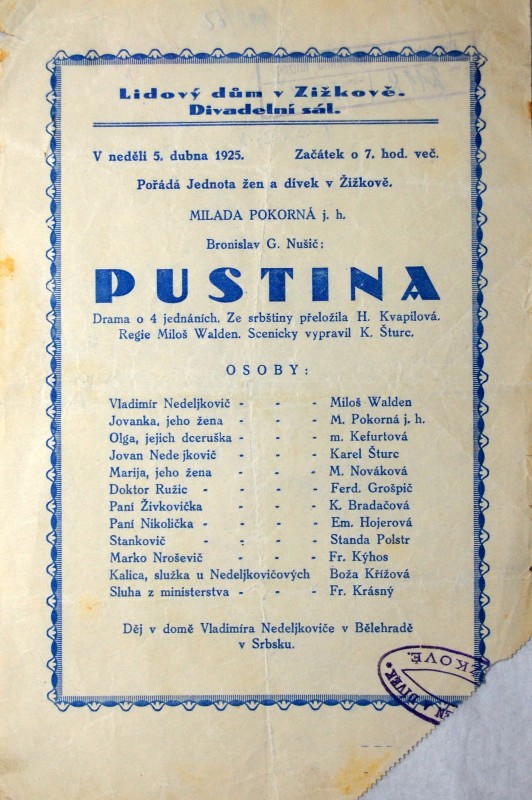 Lidový dům v Žižkově.
Divadelní sál.
V neděli 5. dubna 1925. Začátek o 7. hod. več.
Pořádá Jednota žen a dívek v Žižkově.
MILADA POKORNÁ j. h.
Bronislav G. Nušič:
PUSTINA
Drama o 4 jednáních. Ze srbštiny přeložila H. Kvapilová.
Regie Miloš Walden. Scenicky vypravil K. Šturc.
OSOBY:
Vladimír Nedeljkovič - - - Miloš Walden
Jovanka, jeho žena - - - M. Pokorná j. h.
Olga, jejich dceruška - - - m. Kefurtová
Jovan Nede jkovič - - - Karel Šturc
Marija, jeho žena - - - M. Nováková
Doktor Ružic - - - - Ferd. Grošpič
Paní Živkovička - - - K. Bradačová
Paní Nikolička - - - - Em. Hojerová
Stankovič - - - - Standa Polstr
Marko Nroševič - - - Fr. Kýhos
Kalica, služka u Nedeljkovičových Boža Křížová
Sluha z ministerstva - - - Fr. Krásný
Děj v domě Vladimíra Nedeljkoviče v Bělehradě
v Srbsku.
DÍVEK *
KOVĚ.